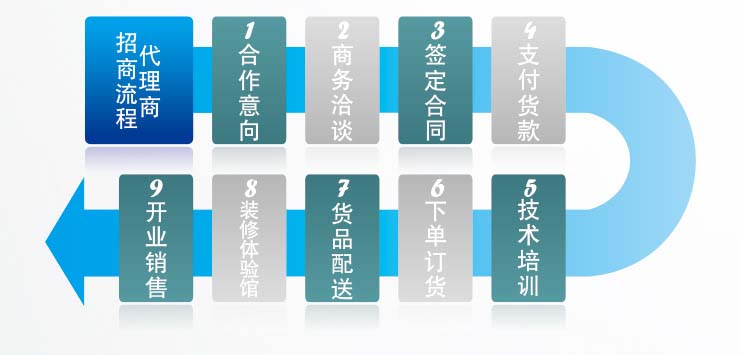 代理商
招商流程
1
合作意向
2
商务洽谈
3
签定合同
4
支付货款
5
技术培训
6
下单订货
7
货品配送
8
装修体验馆
9
开业销售